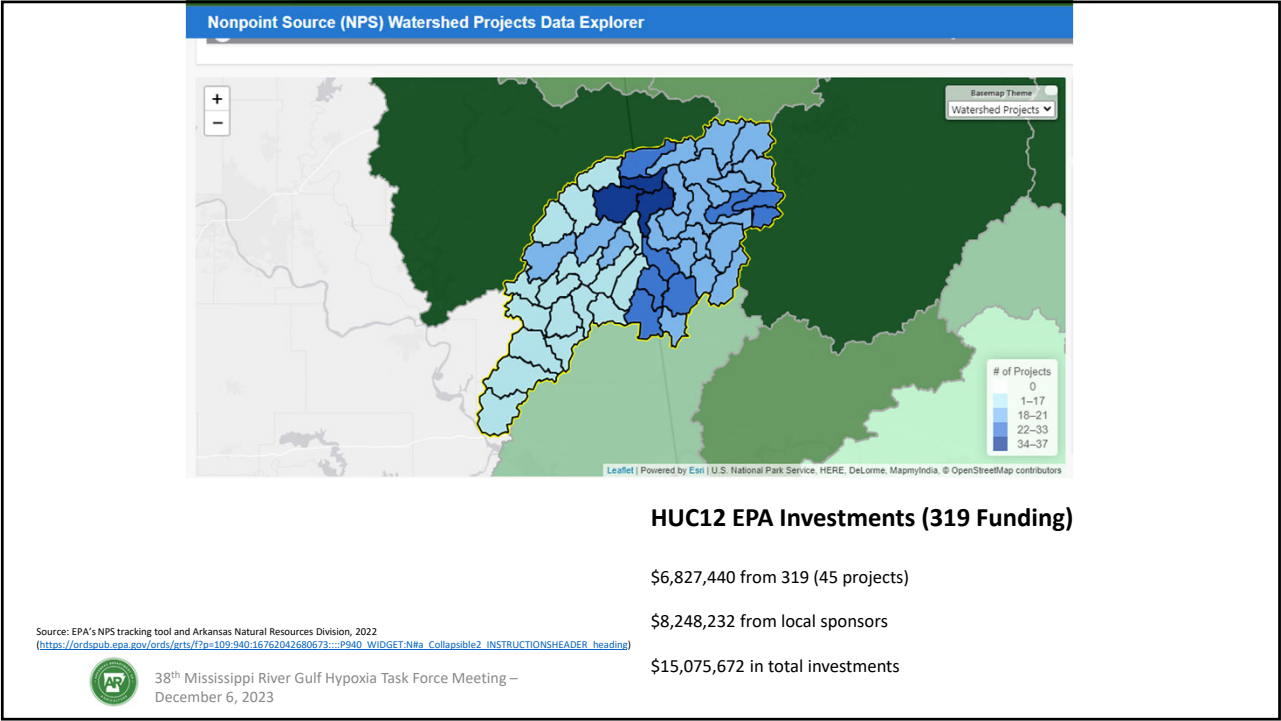 Nonpoint Source (NPS) Watershed Projects Data Explorer
+
−
Basemap Theme
Watershed Projects
# of Projects
0
1–17
18–21
22–33
34–37
Leaflet | Powered by Esri | U.S. National Park Service, HERE, DeLorme, MapmyIndia, © OpenStreetMap contributors
HUC12 EPA Investments (319 Funding)
$6,827,440 from 319 (45 projects)
$8,248,232 from local sponsors
$15,075,672 in total investments
Source: EPA's NPS tracking tool and Arkansas Natural Resources Division, 2022
(https://ordspub.epa.gov/ords/grts/f?p=109:940:16762042680673::::P940_WIDGET:N#a_Collapsible2_INSTRUCTIONSHEADER_heading)
AR
38th Mississippi River Gulf Hypoxia Task Force Meeting –
December 6, 2023